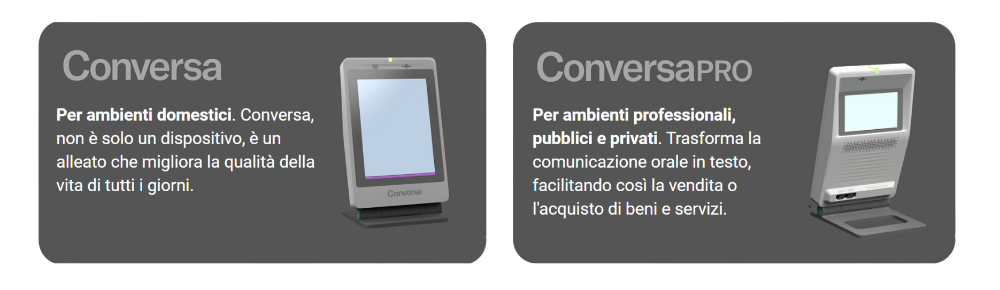 Conversa
Per ambienti domestici. Conversa,
non è solo un dispositivo, è un
alleato che migliora la qualità della
vita di tutti i giorni.
Conversa
ConversaPRO
Per ambienti professionali,
pubblici e privati. Trasforma la
comunicazione orale in testo,
facilitando così la vendita o
l'acquisto di beni e servizi.